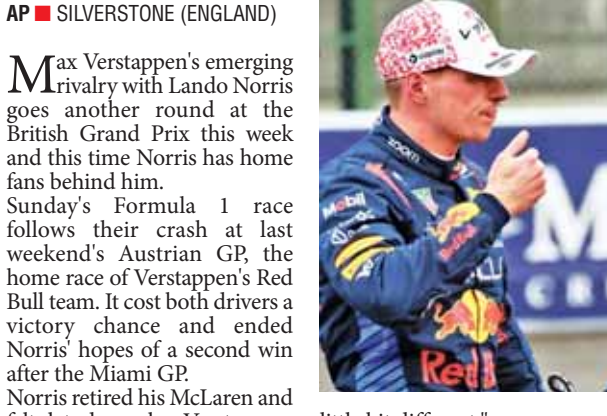 AP ■ SILVERSTONE (ENGLAND)
Max Verstappen's emerging
rivalry with Lando Norris
goes another round at the
British Grand Prix this week
and this time Norris has home
fans behind him.
Sunday's Formula 1 race
follows their crash at last
weekend's Austrian GP, the
home race of Verstappen's Red
Bull team. It cost both drivers a
victory chance and ended
Norris' hopes of a second win
after the Miami GP.
Norris retired his McLaren and
little bit different."
zoom
Mobil
Red Bull
M
CRU